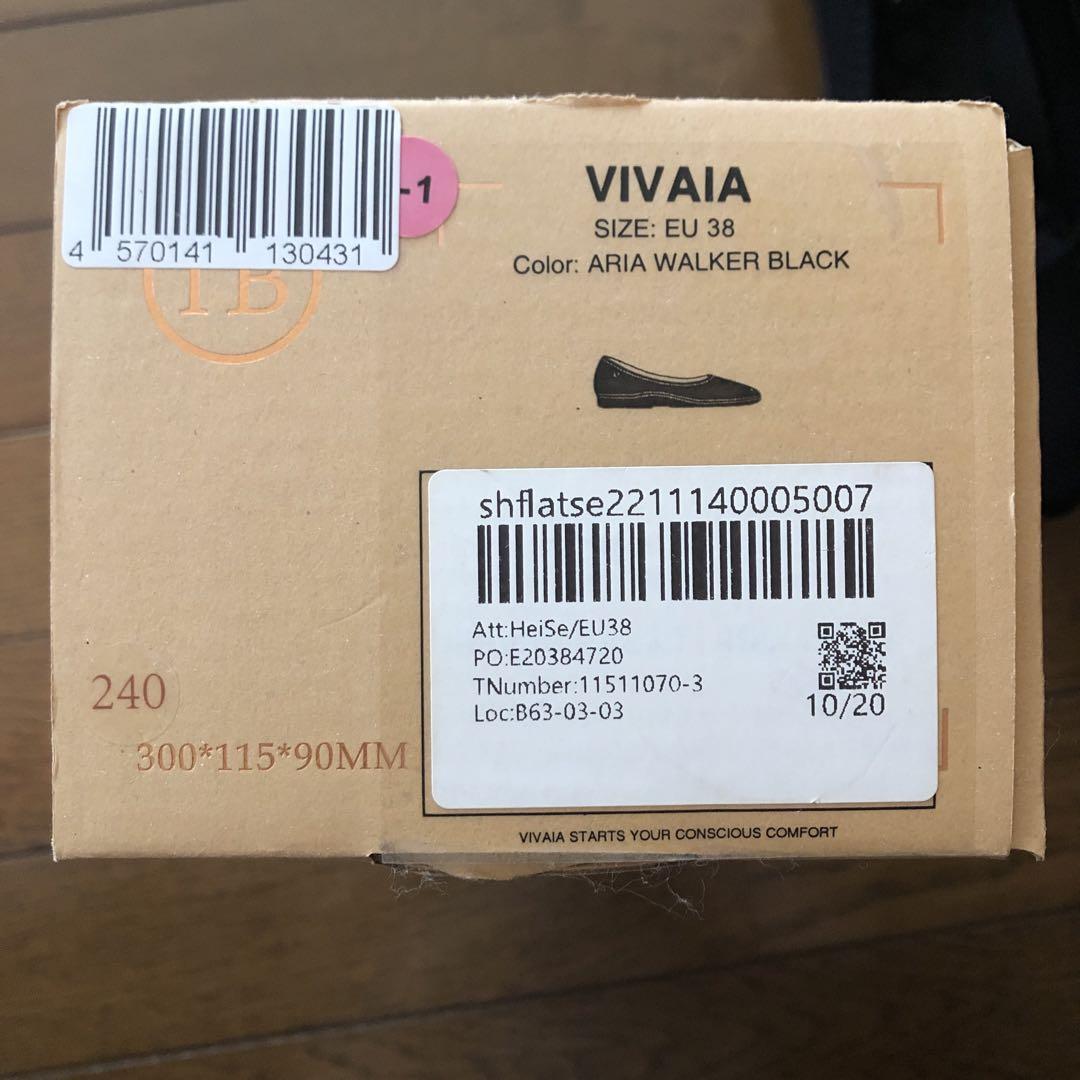 4 570141 130431
-1
VIVAIA
SIZE: EU 38
Color: ARIA WALKER BLACK
shflatse2211140005007
Att:HeiSe/EU38
PO:E20384720
TNumber:11511070-3
Loc:B63-03-03
10/20
240
300*115*90MM
VIVAIA STARTS YOUR CONSCIOUS COMFORT